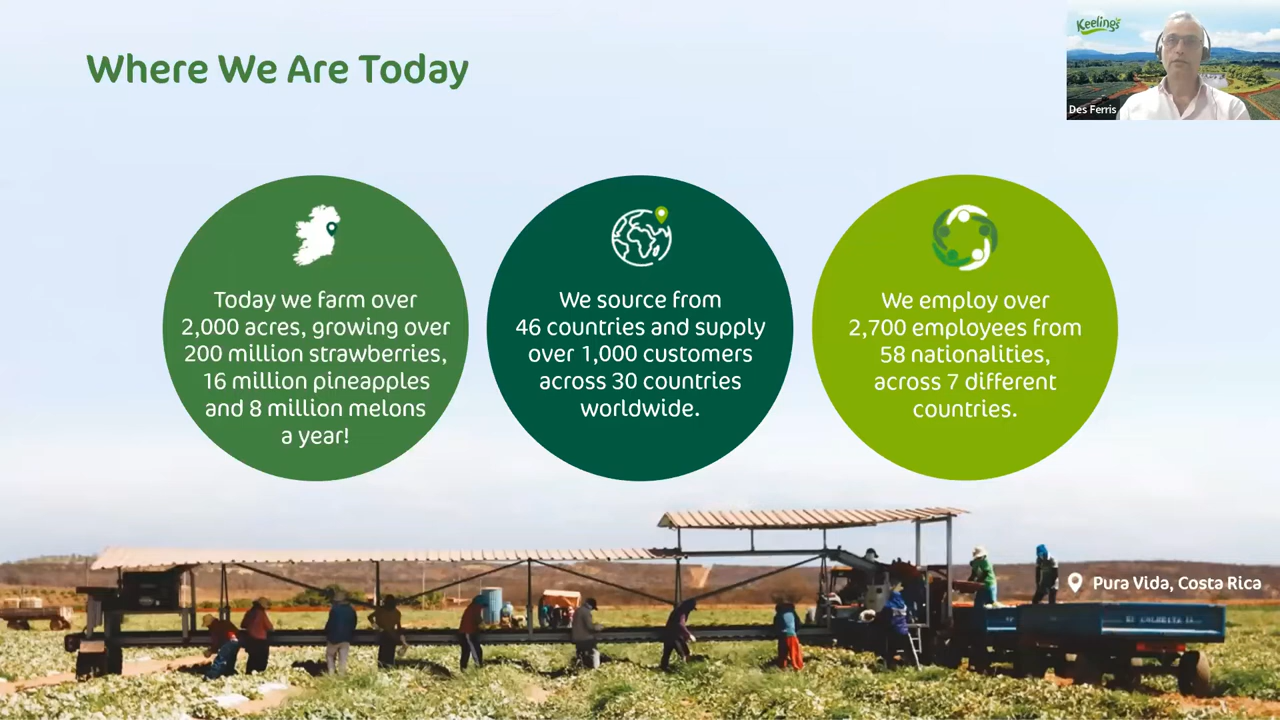 Where We Are Today
Keelings
Des Ferris
Today we farm over
2,000 acres, growing over
200 million strawberries,
16 million pineapples
and 8 million melons
a year!
We source from
46 countries and supply
over 1,000 customers
across 30 countries
worldwide.
We employ over
2,700 employees from
58 nationalities,
across 7 different
countries.
Pura Vida, Costa Rica